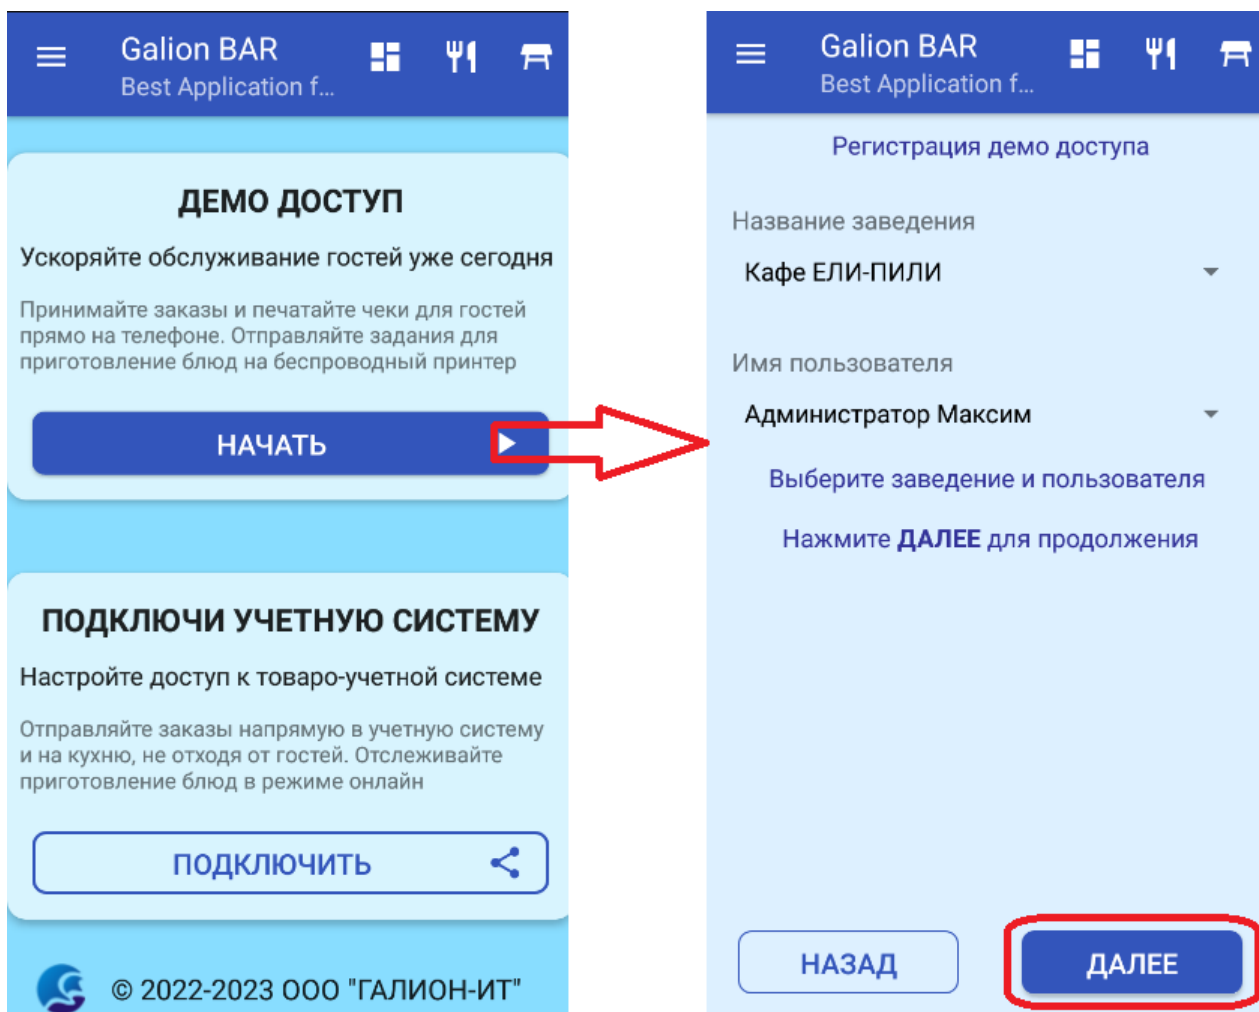 Galion BAR
Best Application f...
ДЕМО ДОСТУП
Ускоряйте обслуживание гостей уже сегодня
Принимайте заказы и печатайте чеки для гостей
прямо на телефоне. Отправляйте задания для
приготовление блюд на беспроводный принтер
НАЧАТЬ
ПОДКЛЮЧИ УЧЕТНУЮ СИСТЕМУ
Настройте доступ к товаро-учетной системе
Отправляйте заказы напрямую в учетную систему
и на кухню, не отходя от гостей. Отслеживайте
приготовление блюд в режиме онлайн
ПОДКЛЮЧИТЬ
© 2022-2023 ООО "ГАЛИОН-ИТ"
Galion BAR
Best Application f...
Регистрация демо доступа
Название заведения
Кафе ЕЛИ-ПИЛИ
Имя пользователя
Администратор Максим
Выберите заведение и пользователя
Нажмите ДАЛЕЕ для продолжения
НАЗАД
ДАЛЕЕ